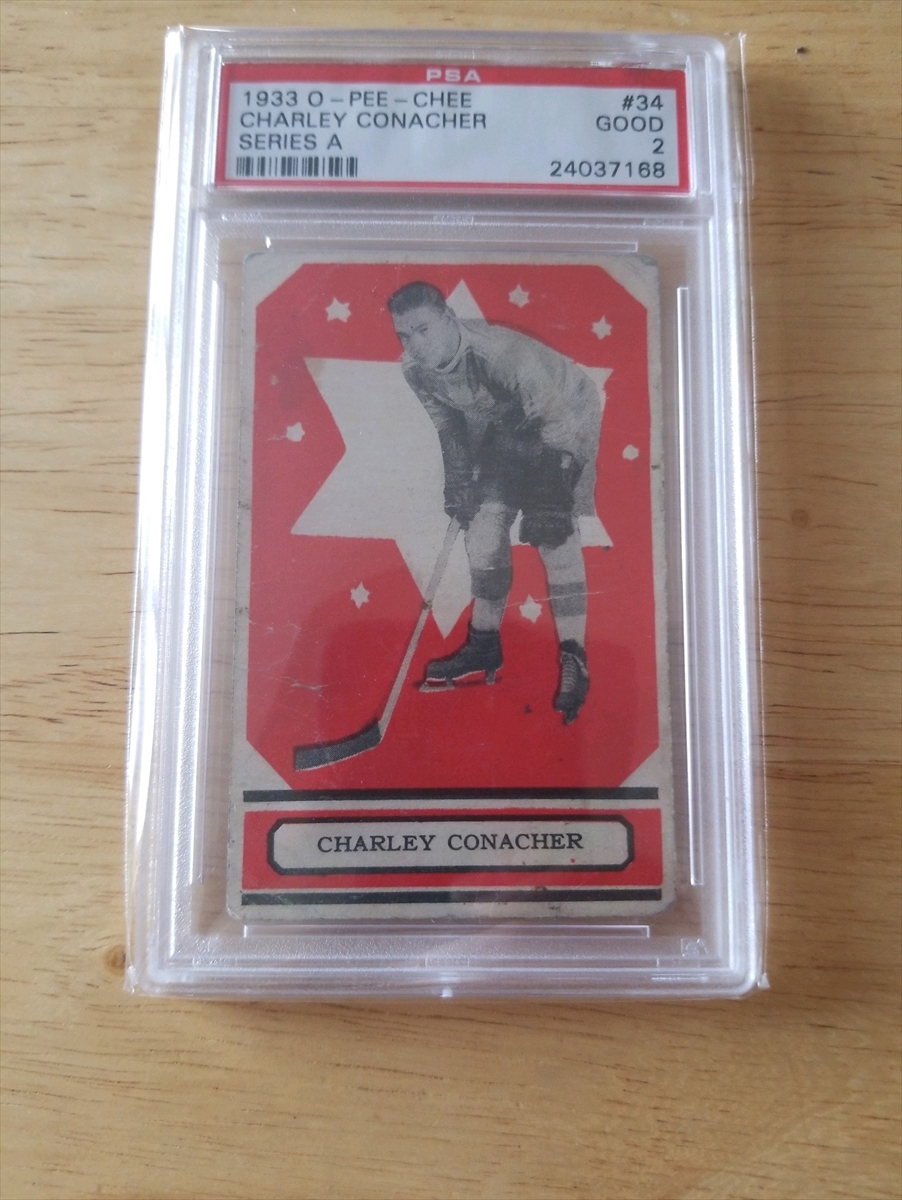 PSA
1933 O-PEE-CHEE #34
CHARLEY CONACHER GOOD
SERIES A 2
24037168
CHARLEY CONACHER